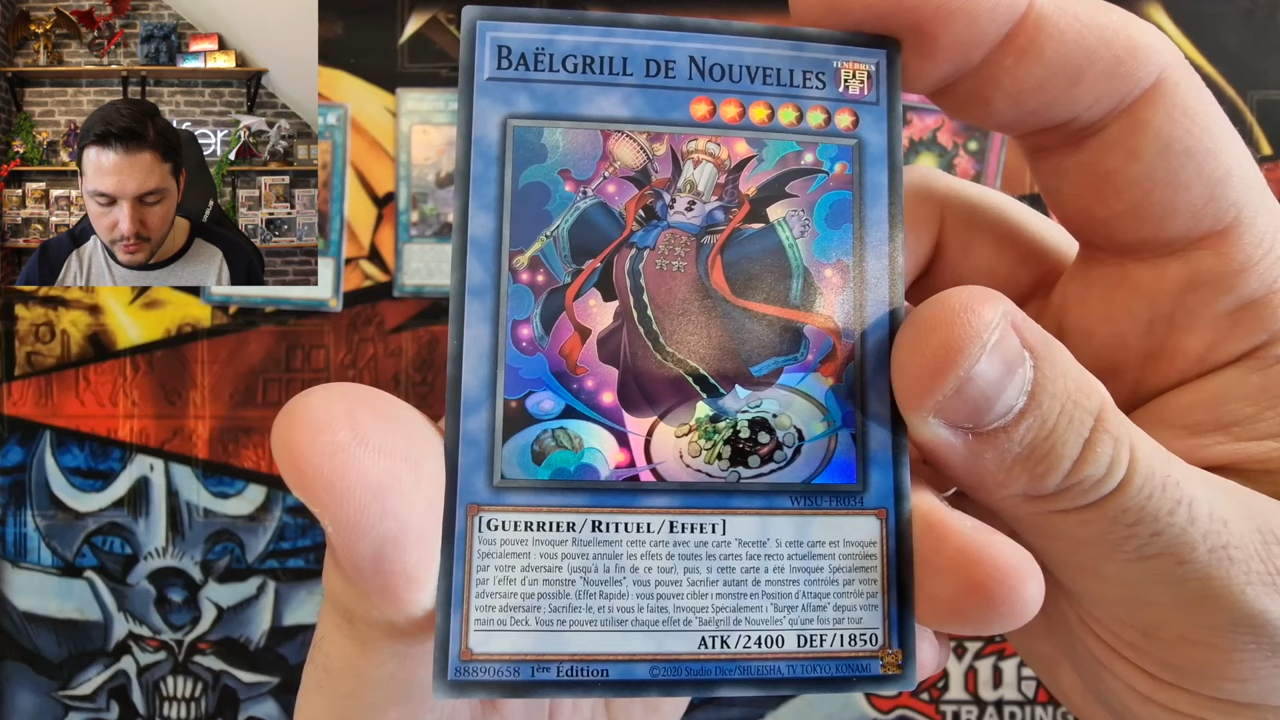 BAËLGRILL DE NOUVELLES
TÉNÈBRES
闇
WISU-FR034
[GUERRIER/RITUEL/EFFET]
Vous pouvez Invoquer Rituellement cette carte avec une carte "Recette". Si cette carte est Invoquée
Spécialement : vous pouvez annuler les effets de toutes les cartes face recto actuellement contrôlées
par votre adversaire (jusqu'à la fin de ce tour), puis, si cette carte a été Invoquée Spécialement
par l'effet d'un monstre "Nouvelles", vous pouvez Sacrifier autant de monstres contrôlés par votre
adversaire que possible. (Effet Rapide) : vous pouvez cibler 1 monstre en Position d'Attaque contrôlé par
votre adversaire ; Sacrifiez-le, et si vous le faites, Invoquez Spécialement 1 "Burger Affamé" depuis votre
main ou Deck. Vous ne pouvez utiliser chaque effet de "Baëlgrill de Nouvelles" qu'une fois par tour.
ATK/2400 DEF/1850
88890658 1ère Édition ©2020 Studio Dice/SHUEISHA, TV TOKYO, KONAMI
Yu-
TRADING